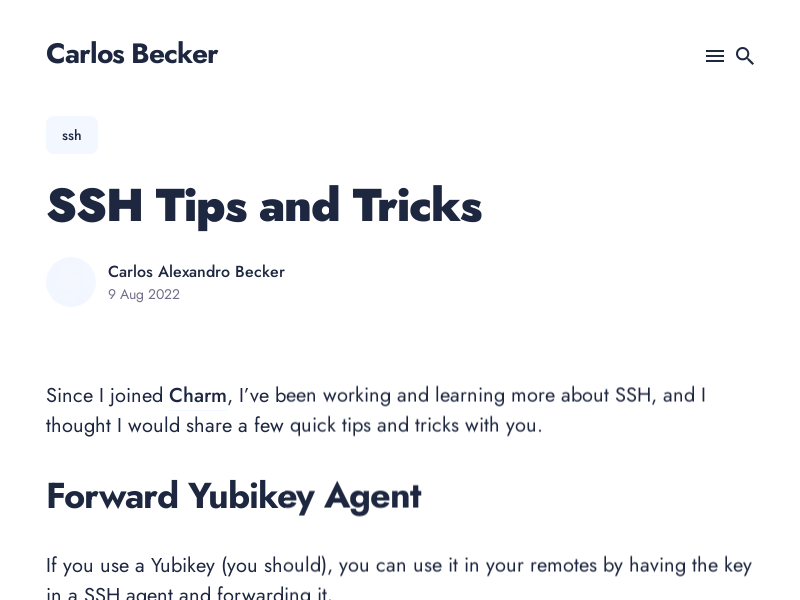 Carlos Becker
ssh
SSH Tips and Tricks
Carlos Alexandro Becker
9 Aug 2022
Since I joined Charm, I’ve been working and learning more about SSH, and I
thought I would share a few quick tips and tricks with you.
Forward Yubikey Agent
If you use a Yubikey (you should), you can use it in your remotes by having the key
in a SSH agent and forwarding it.